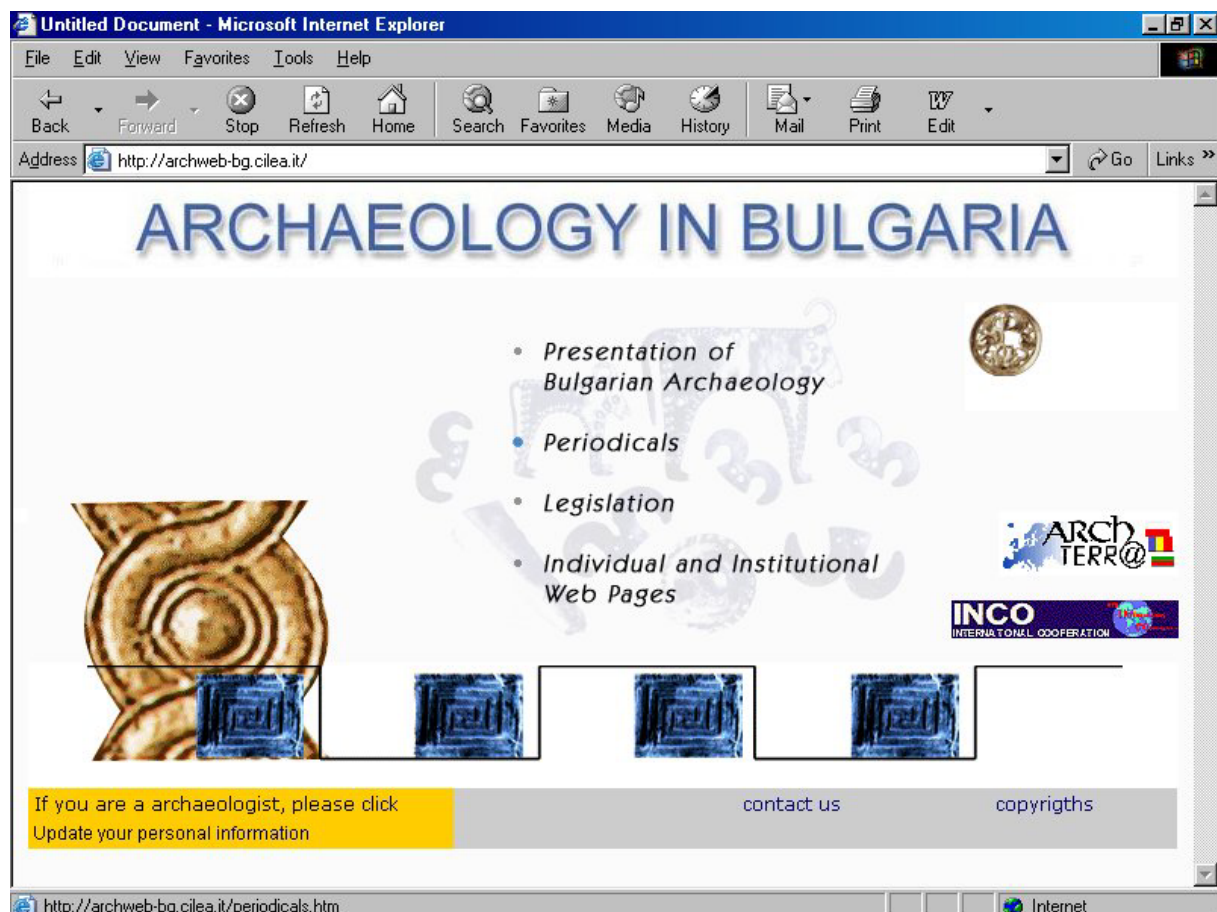 Untitled Document - Microsoft Internet Explorer
File Edit View Favorites Tools Help
Back Forward Stop Refresh Home Search Favorites Media History Mail Print Edit
Address http://archweb-bg.cilea.it/ Go Links »
ARCHAEOLOGY IN BULGARIA
• Presentation of
Bulgarian Archaeology
• Periodicals
• Legislation
• Individual and Institutional
Web Pages
ARCh
TERR@
INCO
INTERNATIONAL COOPERATION
If you are a archaeologist, please click
Update your personal information
contact us
copyrigths
http://archweb-bg.cilea.it/periodicals.htm
Internet